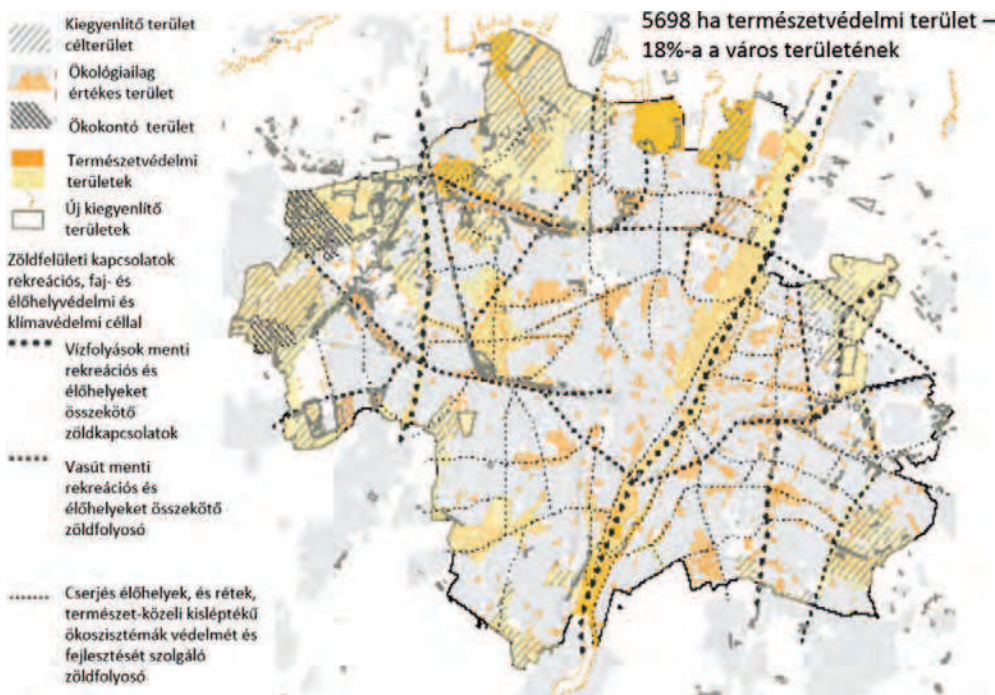 5698 ha természetvédelmi terület –
18%-a a város területének
Kiegyenlítő terület
célterület
Ökológiailag
értékes terület
Ökokontó terület
Természetvédelmi
területek
Új kiegyenlítő
területek
Zöldfelületi kapcsolatok
rekreációs, faj- és
élőhelyvédelmi és
klímavédelmi céllal
Vízfolyások menti
rekreációs és
élőhelyeket
összekötő
zöldkapcsolatok
Vasút menti
rekreációs és
élőhelyeket összekötő
zöldfolyosó
Cserjés élőhelyek, és rétek,
természet-közeli kisléptékű
ökoszisztémák védelmét és
fejlesztését szolgáló
zöldfolyosó